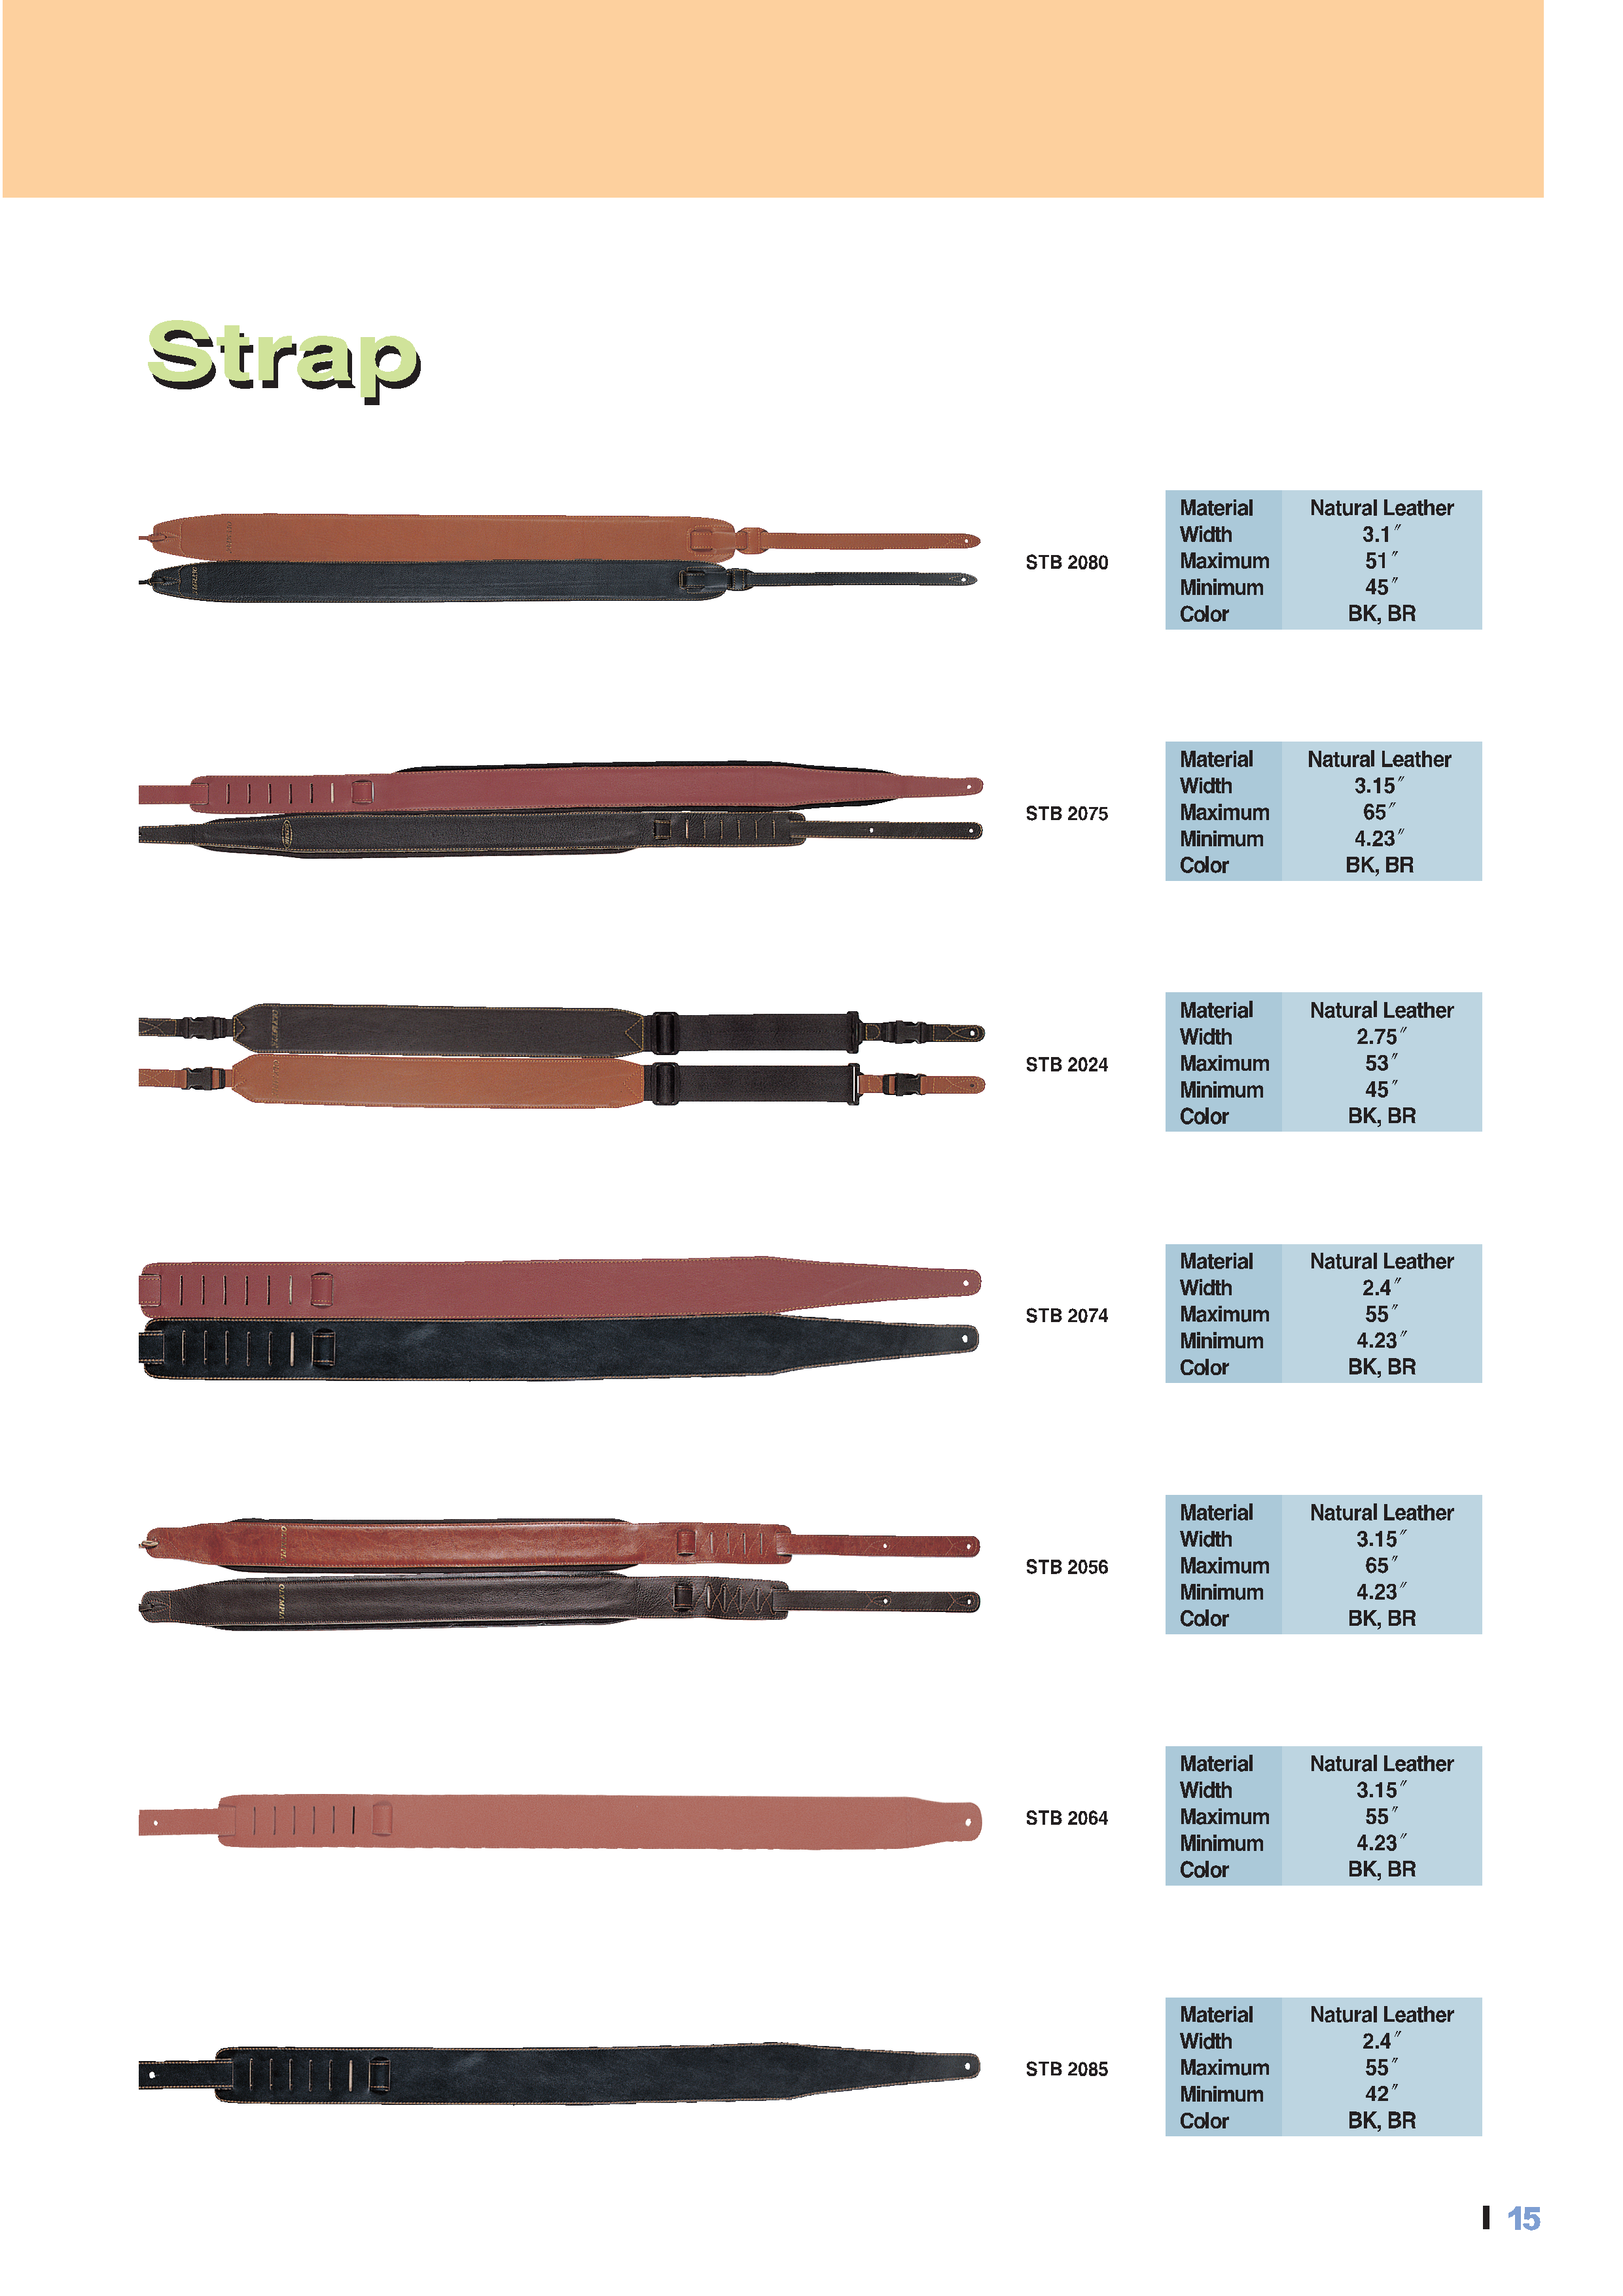 Strap
STB 2080
Material Natural Leather
Width 3.1″
Maximum 51″
Minimum 45″
Color BK, BR
STB 2075
Material Natural Leather
Width 3.15″
Maximum 65″
Minimum 4.23″
Color BK, BR
STB 2024
Material Natural Leather
Width 2.75″
Maximum 53″
Minimum 45″
Color BK, BR
STB 2074
Material Natural Leather
Width 2.4″
Maximum 55″
Minimum 4.23″
Color BK, BR
OLYMPIA
STB 2056
Material Natural Leather
Width 3.15″
Maximum 65″
Minimum 4.23″
Color BK, BR
STB 2064
Material Natural Leather
Width 3.15″
Maximum 55″
Minimum 4.23″
Color BK, BR
STB 2085
Material Natural Leather
Width 2.4″
Maximum 55″
Minimum 42″
Color BK, BR
15